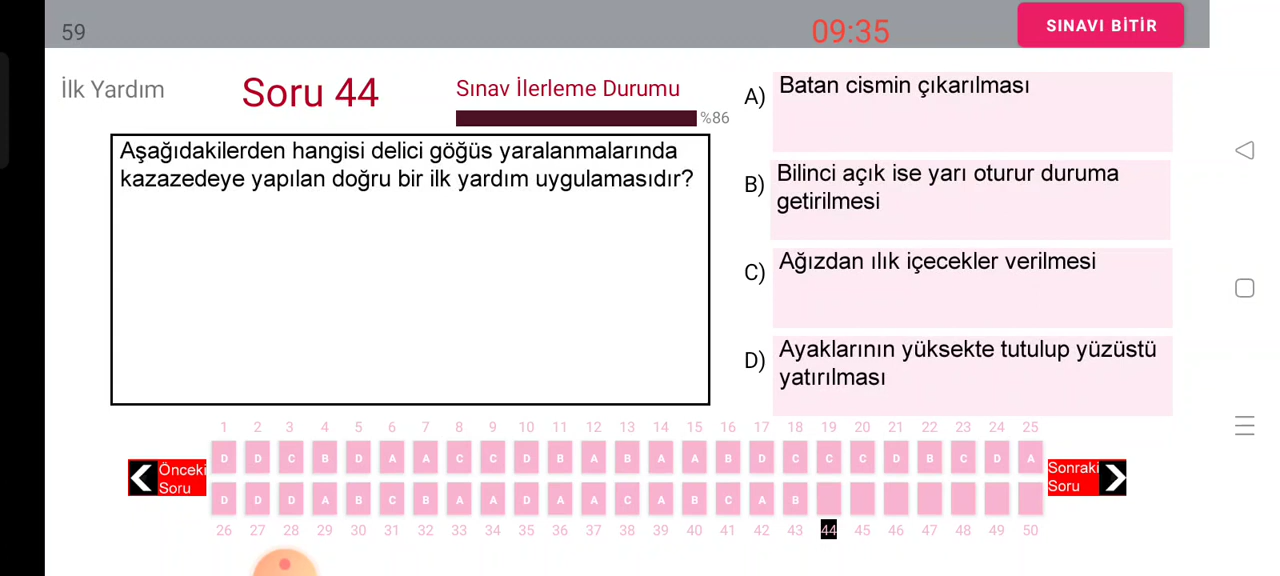 59
09:35
SINAVI BİTİR
İlk Yardım
Soru 44
Sınav İlerleme Durumu
%86
Aşağıdakilerden hangisi delici göğüs yaralanmalarında
kazazedeye yapılan doğru bir ilk yardım uygulamasıdır?
A) Batan cismin çıkarılması
B) Bilinci açık ise yarı oturur duruma
getirilmesi
C) Ağızdan ılık içecekler verilmesi
D) Ayaklarının yüksekte tutulup yüzüstü
yatırılması
1 2 3 4 5 6 7 8 9 10 11 12 13 14 15 16 17 18 19 20 21 22 23 24 25
D D C B D A A C C D B A B A A B D C C C D B C D A
Önceki
Soru
Sonraki
Soru
D D D A B C B A A D A A C A B C A B
26 27 28 29 30 31 32 33 34 35 36 37 38 39 40 41 42 43 44 45 46 47 48 49 50